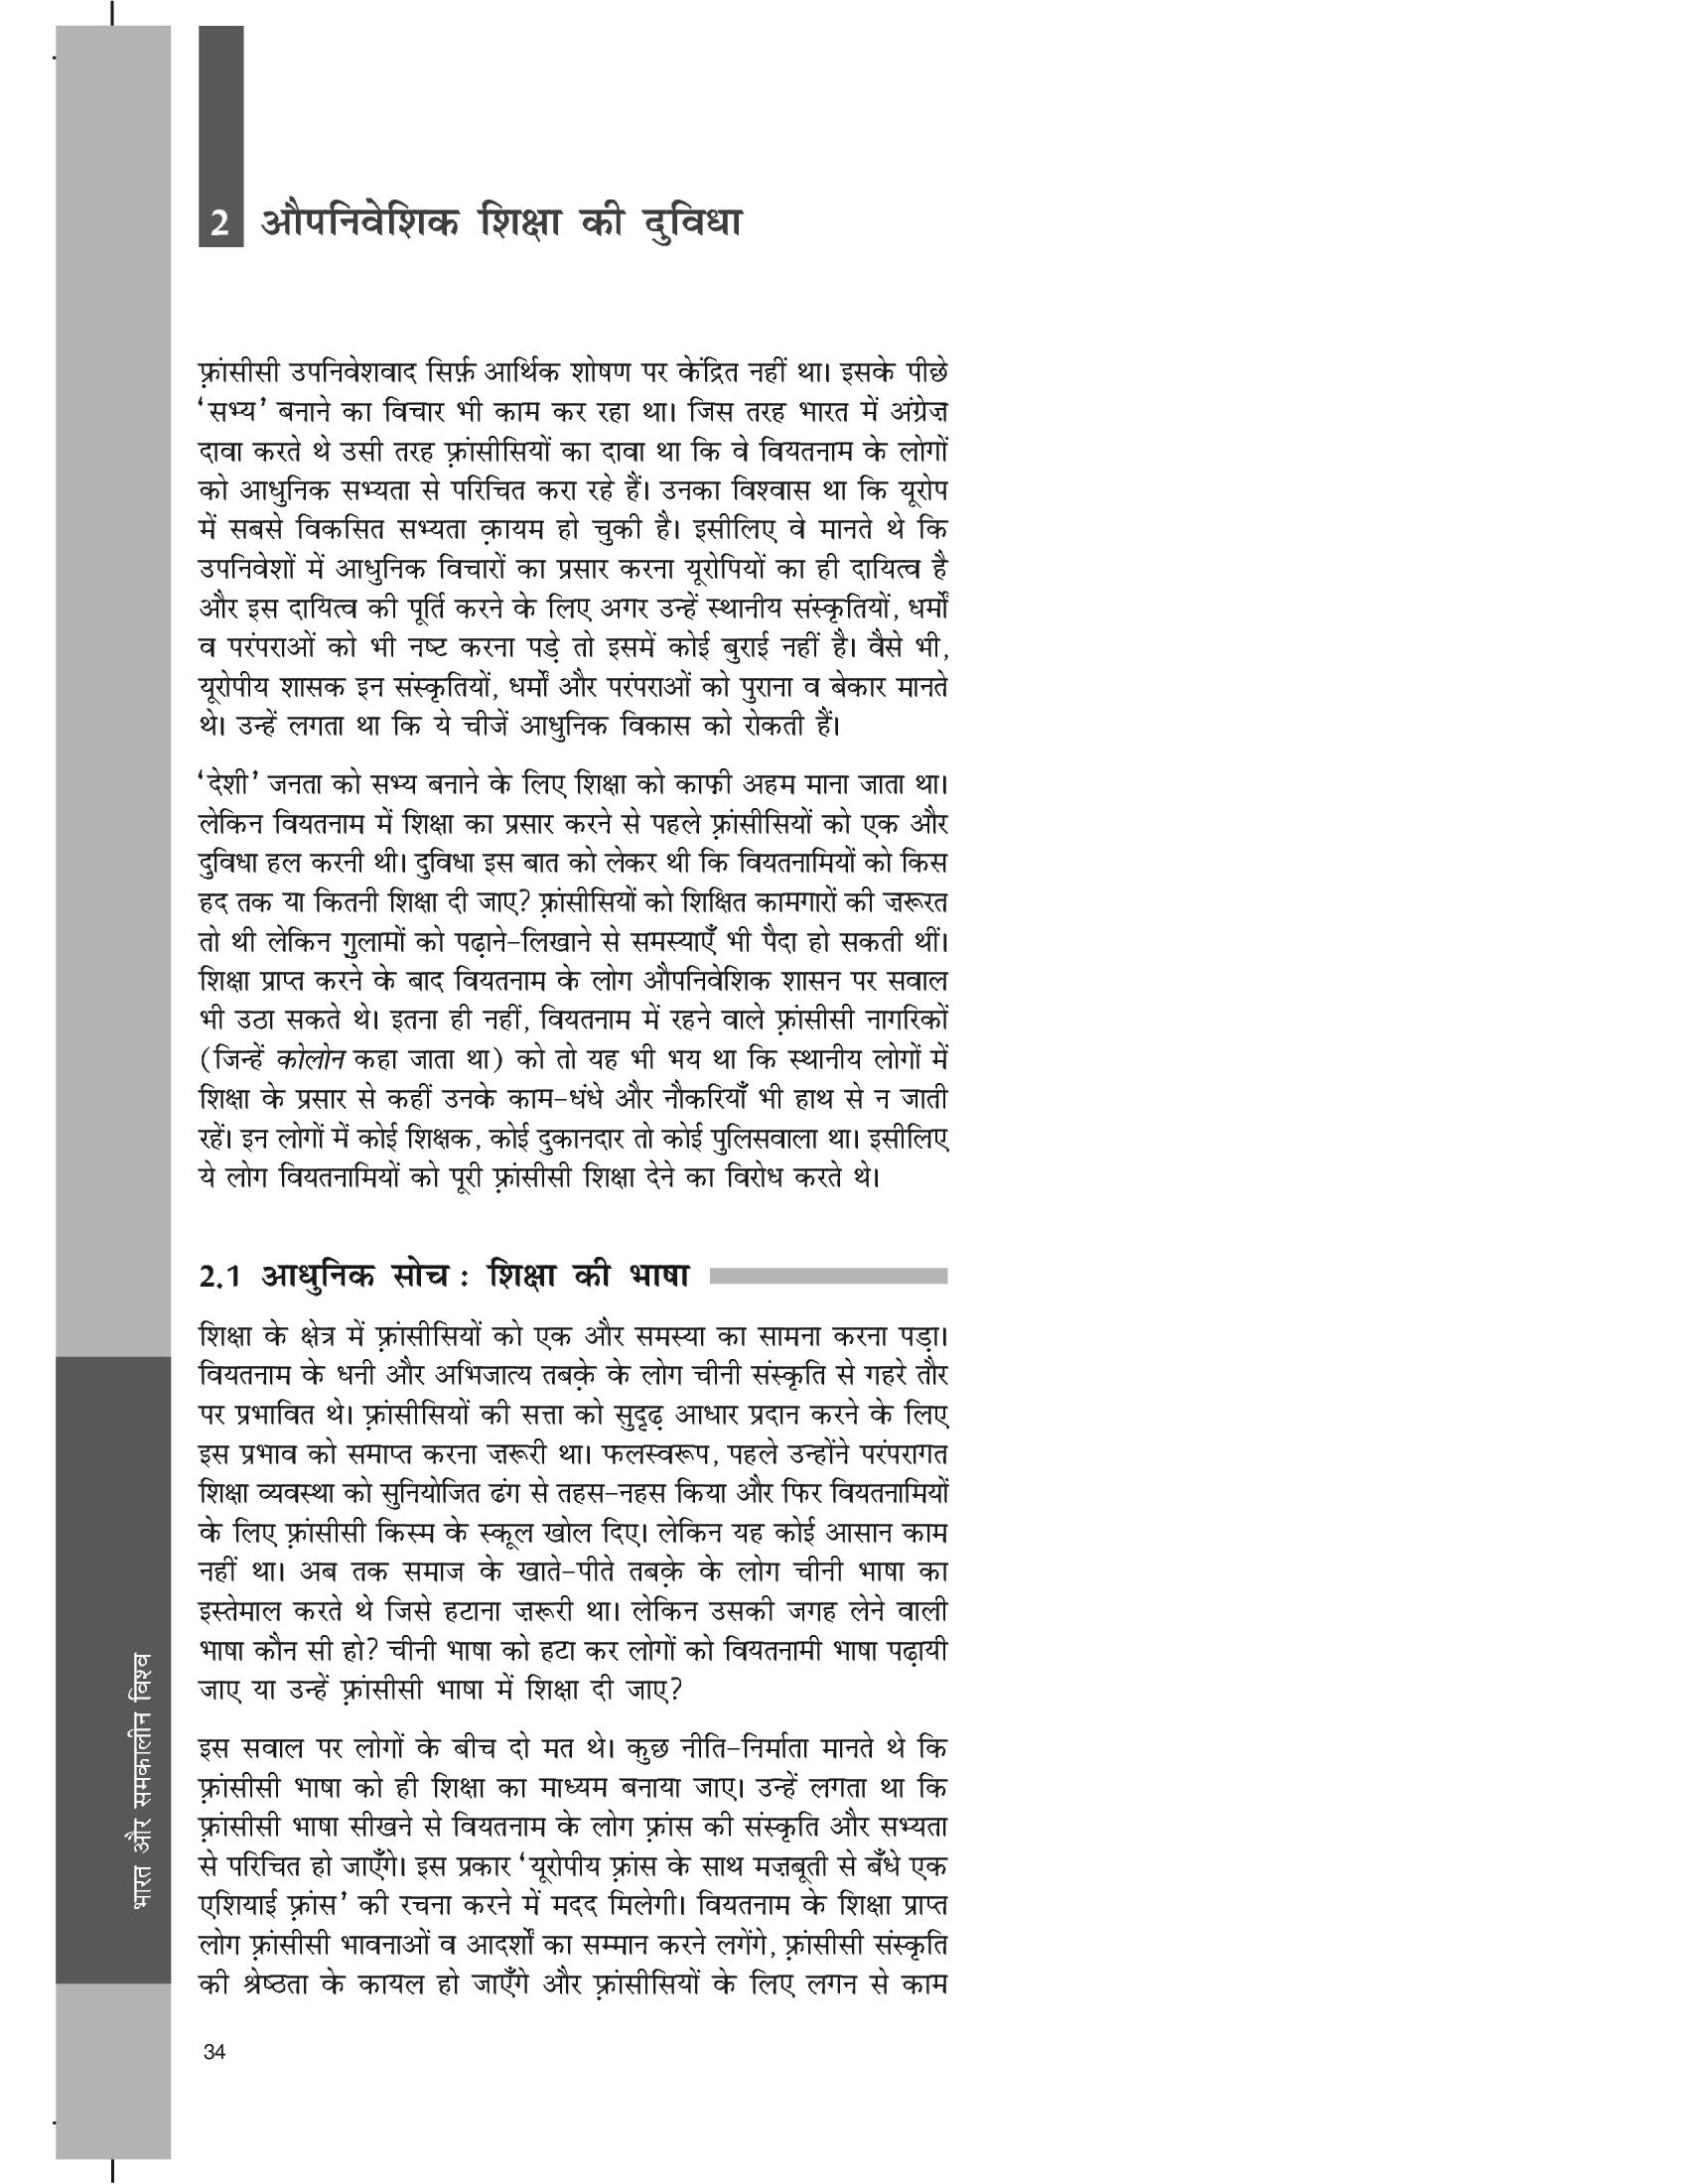 2 औपनिवेशिक शिक्षा की दुविधा
फ़्रांसीसी उपनिवेशवाद सिर्फ़ आर्थिक शोषण पर केंद्रित नहीं था। इसके पीछे
‘सभ्य’ बनाने का विचार भी काम कर रहा था। जिस तरह भारत में अंग्रेज़
दावा करते थे उसी तरह फ़्रांसीसियों का दावा था कि वे वियतनाम के लोगों
को आधुनिक सभ्यता से परिचित करा रहे हैं। उनका विश्वास था कि यूरोप
में सबसे विकसित सभ्यता क़ायम हो चुकी है। इसीलिए वे मानते थे कि
उपनिवेशों में आधुनिक विचारों का प्रसार करना यूरोपियों का ही दायित्व है
और इस दायित्व की पूर्ति करने के लिए अगर उन्हें स्थानीय संस्कृतियों, धर्मों
व परंपराओं को भी नष्ट करना पड़े तो इसमें कोई बुराई नहीं है। वैसे भी,
यूरोपीय शासक इन संस्कृतियों, धर्मों और परंपराओं को पुराना व बेकार मानते
थे। उन्हें लगता था कि ये चीजें आधुनिक विकास को रोकती हैं।
‘देशी’ जनता को सभ्य बनाने के लिए शिक्षा को काफ़ी अहम माना जाता था।
लेकिन वियतनाम में शिक्षा का प्रसार करने से पहले फ़्रांसीसियों को एक और
दुविधा हल करनी थी। दुविधा इस बात को लेकर थी कि वियतनामियों को किस
हद तक या कितनी शिक्षा दी जाए? फ़्रांसीसियों को शिक्षित कामगारों की ज़रूरत
तो थी लेकिन ग़ुलामों को पढ़ाने-लिखाने से समस्याएँ भी पैदा हो सकती थीं।
शिक्षा प्राप्त करने के बाद वियतनाम के लोग औपनिवेशिक शासन पर सवाल
भी उठा सकते थे। इतना ही नहीं, वियतनाम में रहने वाले फ़्रांसीसी नागरिकों
(जिन्हें कोलोन कहा जाता था) को तो यह भी भय था कि स्थानीय लोगों में
शिक्षा के प्रसार से कहीं उनके काम-धंधे और नौकरियाँ भी हाथ से न जाती
रहें। इन लोगों में कोई शिक्षक, कोई दुकानदार तो कोई पुलिसवाला था। इसीलिए
ये लोग वियतनामियों को पूरी फ़्रांसीसी शिक्षा देने का विरोध करते थे।
2.1 आधुनिक सोच : शिक्षा की भाषा
शिक्षा के क्षेत्र में फ़्रांसीसियों को एक और समस्या का सामना करना पड़ा।
वियतनाम के धनी और अभिजात्य तबक़े के लोग चीनी संस्कृति से गहरे तौर
पर प्रभावित थे। फ़्रांसीसियों की सत्ता को सुदृढ़ आधार प्रदान करने के लिए
इस प्रभाव को समाप्त करना ज़रूरी था। फलस्वरूप, पहले उन्होंने परंपरागत
शिक्षा व्यवस्था को सुनियोजित ढंग से तहस-नहस किया और फिर वियतनामियों
के लिए फ़्रांसीसी किस्म के स्कूल खोल दिए। लेकिन यह कोई आसान काम
नहीं था। अब तक समाज के खाते-पीते तबक़े के लोग चीनी भाषा का
इस्तेमाल करते थे जिसे हटाना ज़रूरी था। लेकिन उसकी जगह लेने वाली
भाषा कौन सी हो? चीनी भाषा को हटा कर लोगों को वियतनामी भाषा पढ़ायी
जाए या उन्हें फ़्रांसीसी भाषा में शिक्षा दी जाए?
इस सवाल पर लोगों के बीच दो मत थे। कुछ नीति-निर्माता मानते थे कि
फ़्रांसीसी भाषा को ही शिक्षा का माध्यम बनाया जाए। उन्हें लगता था कि
फ़्रांसीसी भाषा सीखने से वियतनाम के लोग फ़्रांस की संस्कृति और सभ्यता
से परिचित हो जाएँगे। इस प्रकार ‘यूरोपीय फ़्रांस के साथ मज़बूती से बँधे एक
एशियाई फ़्रांस’ की रचना करने में मदद मिलेगी। वियतनाम के शिक्षा प्राप्त
लोग फ़्रांसीसी भावनाओं व आदर्शों का सम्मान करने लगेंगे, फ़्रांसीसी संस्कृति
की श्रेष्ठता के कायल हो जाएँगे और फ़्रांसीसियों के लिए लगन से काम
भारत और समकालीन विश्व
34